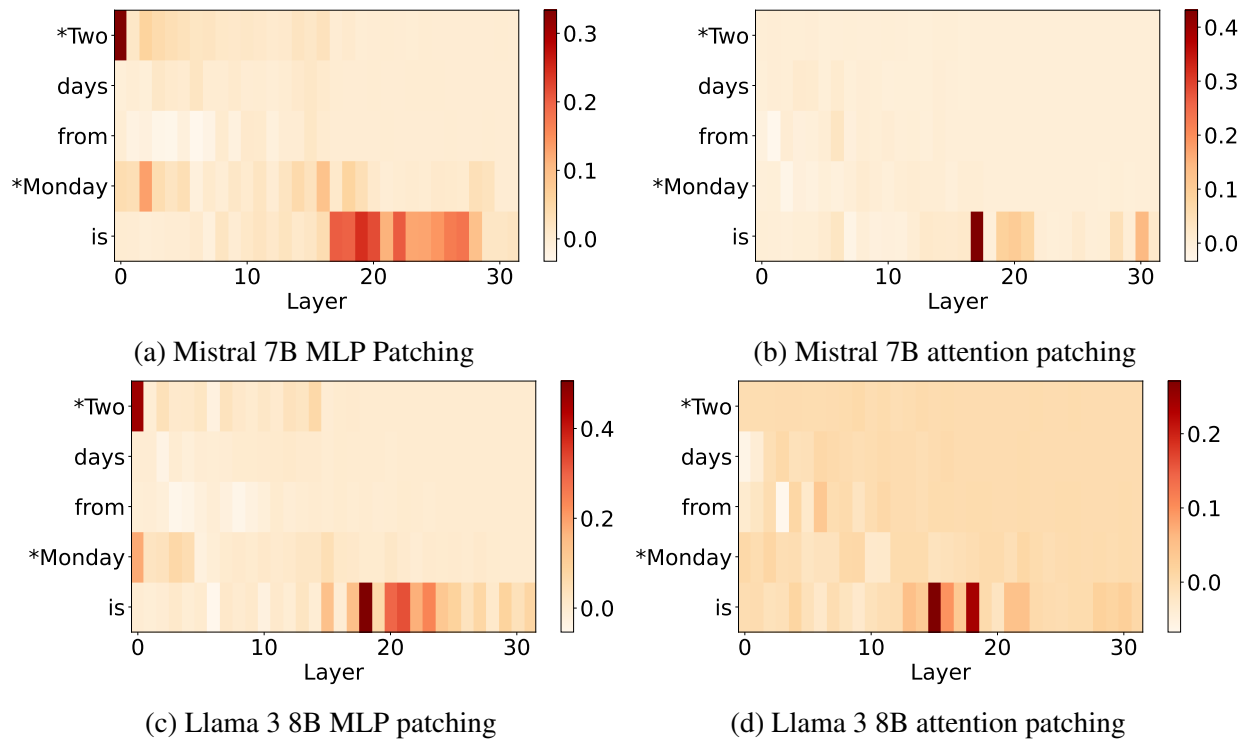 *Two
days
from
*Monday
is
0.3
0.2
0.1
0.0
0 10 20 30
Layer
(a) Mistral 7B MLP Patching
*Two
days
from
*Monday
is
0.4
0.3
0.2
0.1
0.0
0 10 20 30
Layer
(b) Mistral 7B attention patching
*Two
days
from
*Monday
is
0.4
0.2
0.0
0 10 20 30
Layer
(c) Llama 3 8B MLP patching
*Two
days
from
*Monday
is
0.2
0.1
0.0
0 10 20 30
Layer
(d) Llama 3 8B attention patching